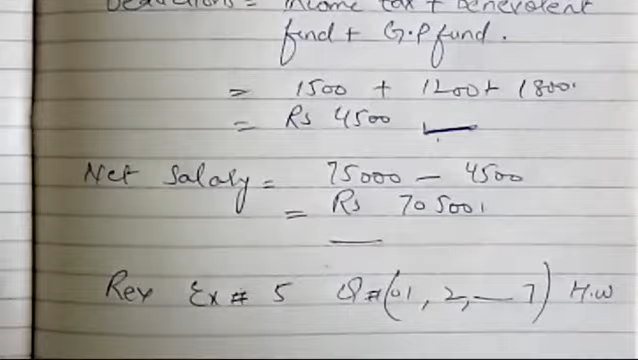 Deductions = income tax + benevolent
fund + G.P fund.
= 1500 + 1200 + 1800.
= Rs 4500
Net Salary = 75000 - 4500
= Rs 70500
Rev Ex # 5 Q#(01, 2, — 7) H.W